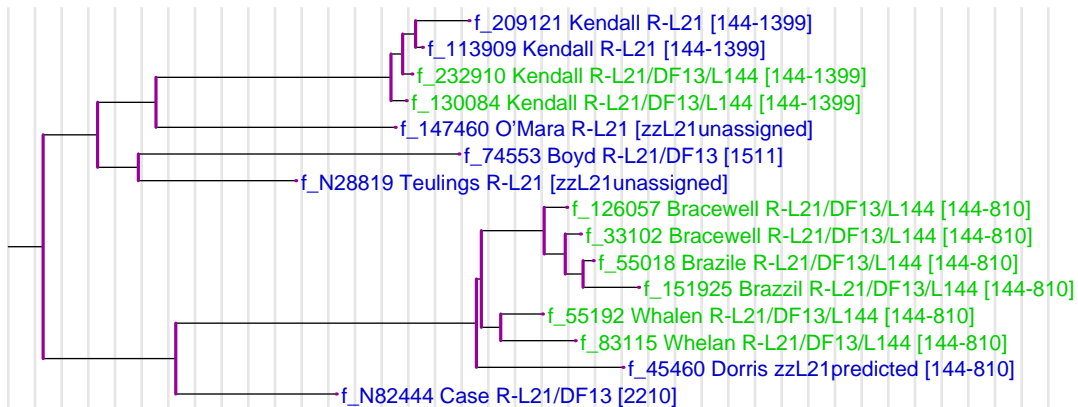 f_209121 Kendall R-L21 [144-1399]
f_113909 Kendall R-L21 [144-1399]
f_232910 Kendall R-L21/DF13/L144 [144-1399]
f_130084 Kendall R-L21/DF13/L144 [144-1399]
f_147460 O'Mara R-L21 [zzL21unassigned]
f_74553 Boyd R-L21/DF13 [1511]
f_N28819 Teulings R-L21 [zzL21unassigned]
f_126057 Bracewell R-L21/DF13/L144 [144-810]
f_33102 Bracewell R-L21/DF13/L144 [144-810]
f_55018 Brazile R-L21/DF13/L144 [144-810]
f_151925 Brazzil R-L21/DF13/L144 [144-810]
f_55192 Whalen R-L21/DF13/L144 [144-810]
f_83115 Whelan R-L21/DF13/L144 [144-810]
f_45460 Dorris zzL21predicted [144-810]
f_N82444 Case R-L21/DF13 [2210]